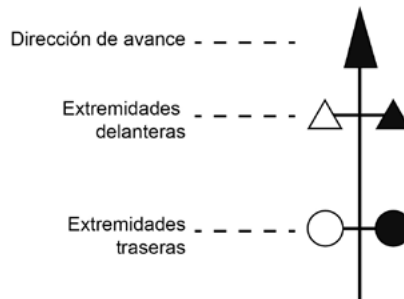 Dirección de avance
Extremidades
delanteras
Extremidades
traseras